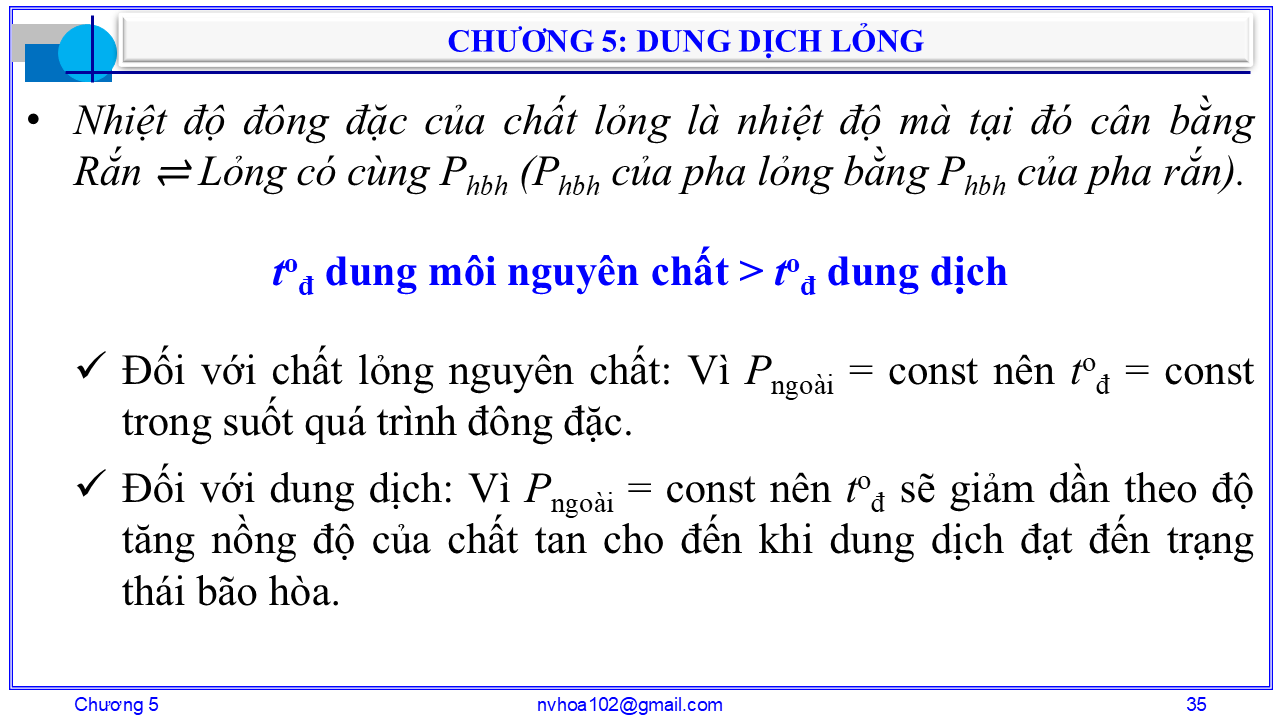 CHƯƠNG 5: DUNG DỊCH LỎNG
• Nhiệt độ đông đặc của chất lỏng là nhiệt độ mà tại đó cân bằng
Rắn ⇌ Lỏng có cùng Phbh (Phbh của pha lỏng bằng Phbh của pha rắn).
tođ dung môi nguyên chất > tođ dung dịch
✓ Đối với chất lỏng nguyên chất: Vì Pngoài = const nên tođ = const
trong suốt quá trình đông đặc.
✓ Đối với dung dịch: Vì Pngoài = const nên tođ sẽ giảm dần theo độ
tăng nồng độ của chất tan cho đến khi dung dịch đạt đến trạng
thái bão hòa.
Chương 5 nvhoa102@gmail.com 35